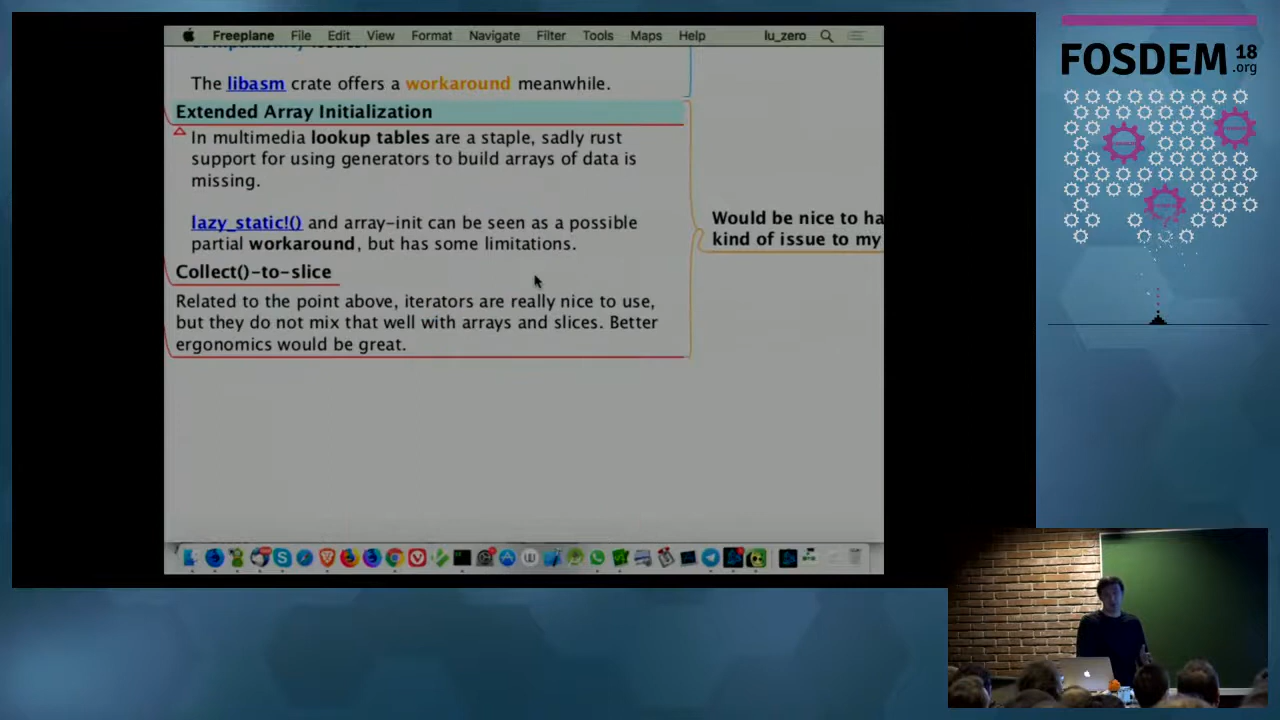 Freeplane File Edit View Format Navigate Filter Tools Maps Help lu_zero
The libasm crate offers a workaround meanwhile.
Extended Array Initialization
In multimedia lookup tables are a staple, sadly rust
support for using generators to build arrays of data is
missing.
lazy_static!() and array-init can be seen as a possible
partial workaround, but has some limitations.
Would be nice to ha
kind of issue to my
Collect()-to-slice
Related to the point above, iterators are really nice to use,
but they do not mix that well with arrays and slices. Better
ergonomics would be great.
FOSDEM 18
.org